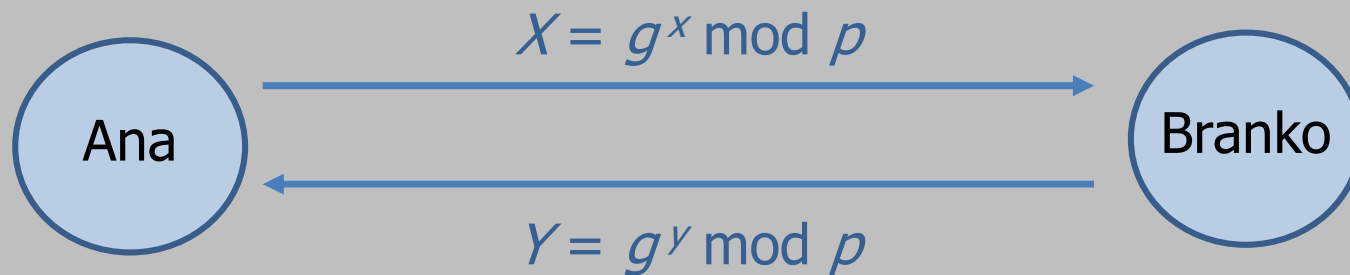 X = g^x mod p
Ana
Branko
Y = g^y mod p